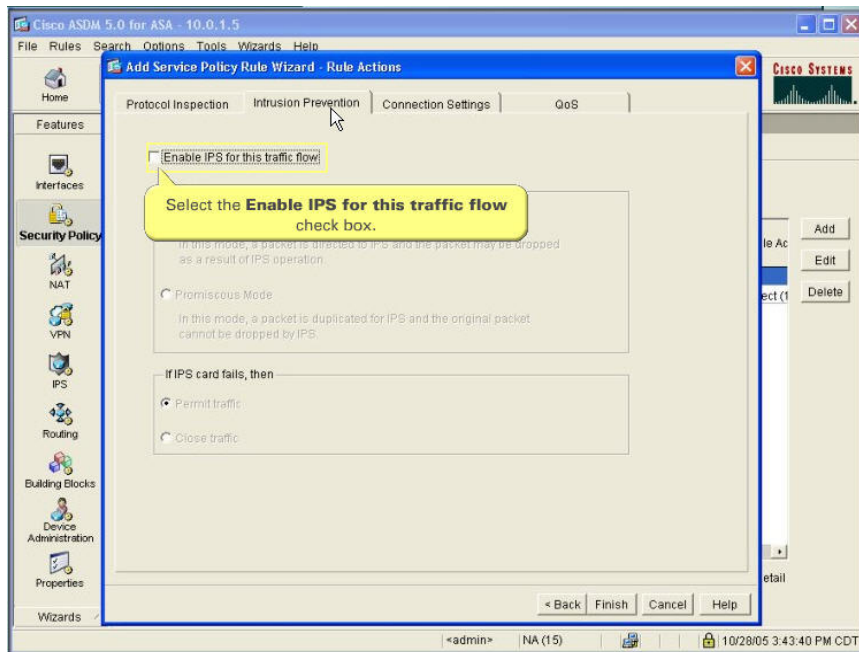 Cisco ASDM 5.0 for ASA - 10.0.1.5
File Rules Search Options Tools Wizards Help
Add Service Policy Rule Wizard - Rule Actions
CISCO SYSTEMS
Home
Protocol Inspection
Intrusion Prevention
Connection Settings
QoS
Features
Enable IPS for this traffic flow
Interfaces
Select the Enable IPS for this traffic flow
check box.
Security Policy
In this mode, a packet is directed to IPS and the packet may be dropped
as a result of IPS operation.
le Ac
Add
Edit
NAT
Promiscous Mode
ect (1
Delete
In this mode, a packet is duplicated for IPS and the original packet
cannot be dropped by IPS.
VPN
If IPS card fails, then
IPS
Permit traffic
Close traffic
Routing
Building Blocks
Device
Administration
Properties
etail
< Back
Finish
Cancel
Help
Wizards
<admin>
NA (15)
10/28/05 3:43:40 PM CDT